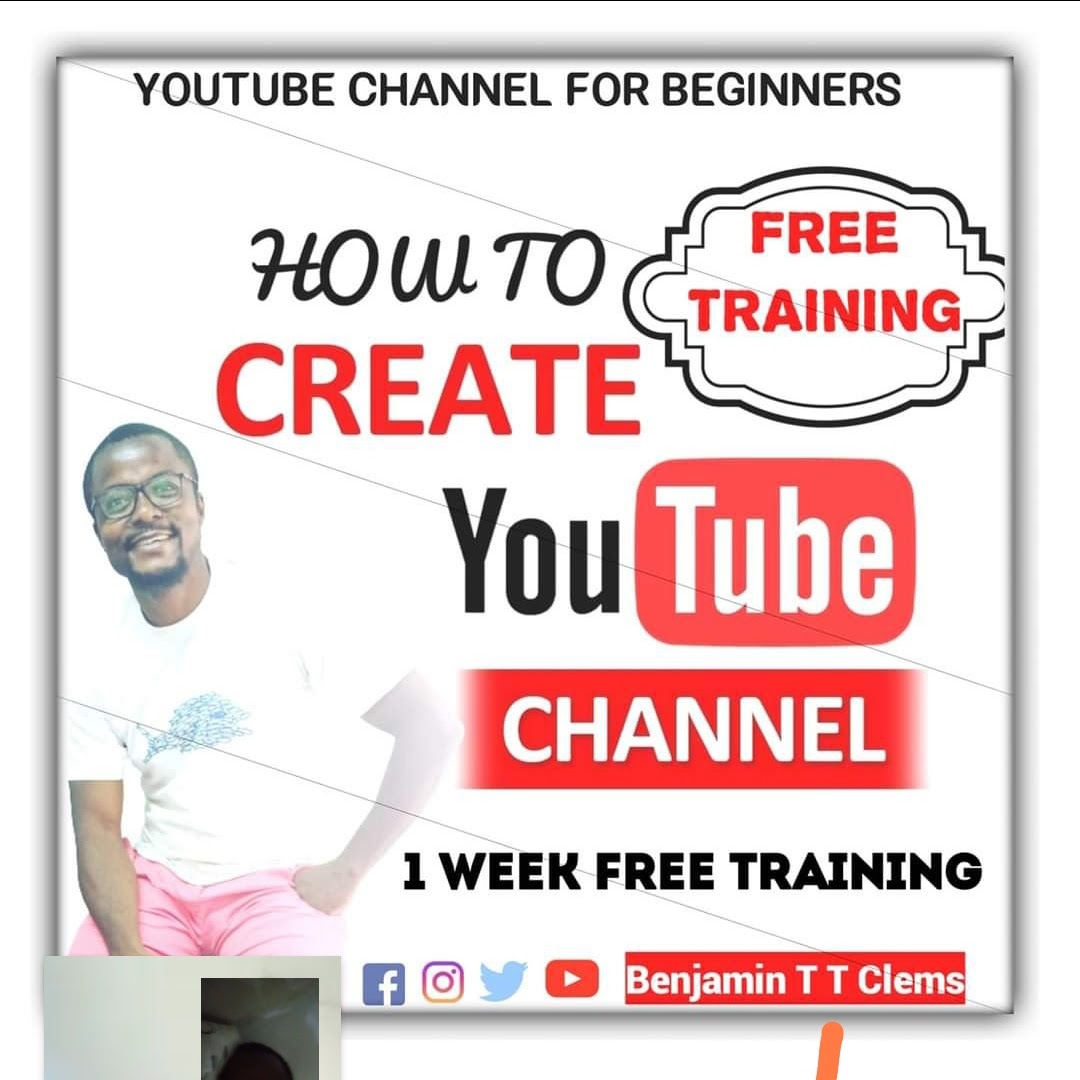 YOUTUBE CHANNEL FOR BEGINNERS
FREE
TRAINING
HOW TO
CREATE
YouTube
CHANNEL
1 WEEK FREE TRAINING
Benjamin T T Clems